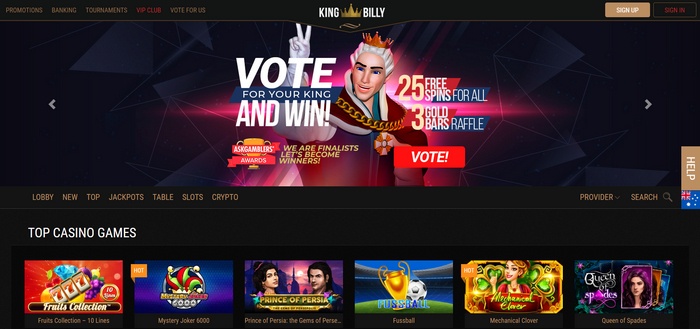 PROMOTIONS BANKING TOURNAMENTS VIP CLUB VOTE FOR US KING BILLY SIGN UP SIGN IN
VOTE
FOR YOUR KING
AND WIN!
25 FREE SPINS FOR ALL
3 GOLD BARS RAFFLE
ASKGAMBLERS'
AWARDS
WE ARE FINALISTS
LET'S BECOME
WINNERS!
VOTE!
HELP
LOBBY NEW TOP JACKPOTS TABLE SLOTS CRYPTO PROVIDER SEARCH
TOP CASINO GAMES
Fruits Collection
10 Lines
HOT
MYSTERY JOKER
6000
PRINCE OF PERSIA
FUSSBALL
HOT
Mechanical
Clover
Queen
of
spades
Fruits Collection – 10 Lines Mystery Joker 6000 Prince of Persia: the Gems of Perse... Fussball Mechanical Clover Queen of Spades